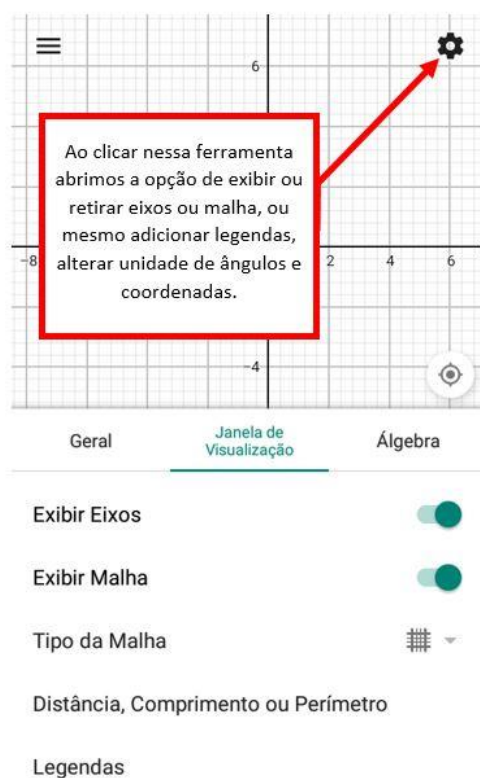 6
Ao clicar nessa ferramenta
abrimos a opção de exibir ou
retirar eixos ou malha, ou
mesmo adicionar legendas,
alterar unidade de ângulos e
coordenadas.
-8 2 4 6
-4
Geral Janela de Visualização Álgebra
Exibir Eixos
Exibir Malha
Tipo da Malha
Distância, Comprimento ou Perímetro
Legendas